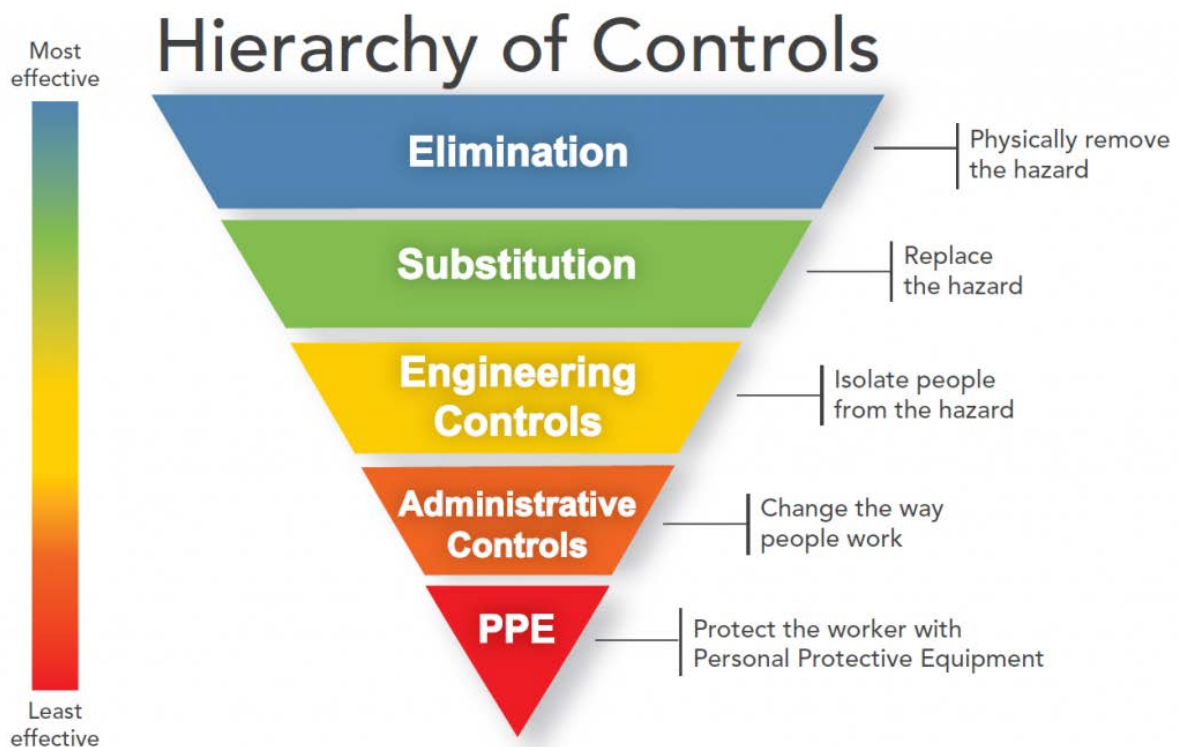 Hierarchy of Controls
Most
effective
Elimination
Physically remove
the hazard
Substitution
Replace
the hazard
Engineering
Controls
Isolate people
from the hazard
Administrative
Controls
Change the way
people work
PPE
Protect the worker with
Personal Protective Equipment
Least
effective